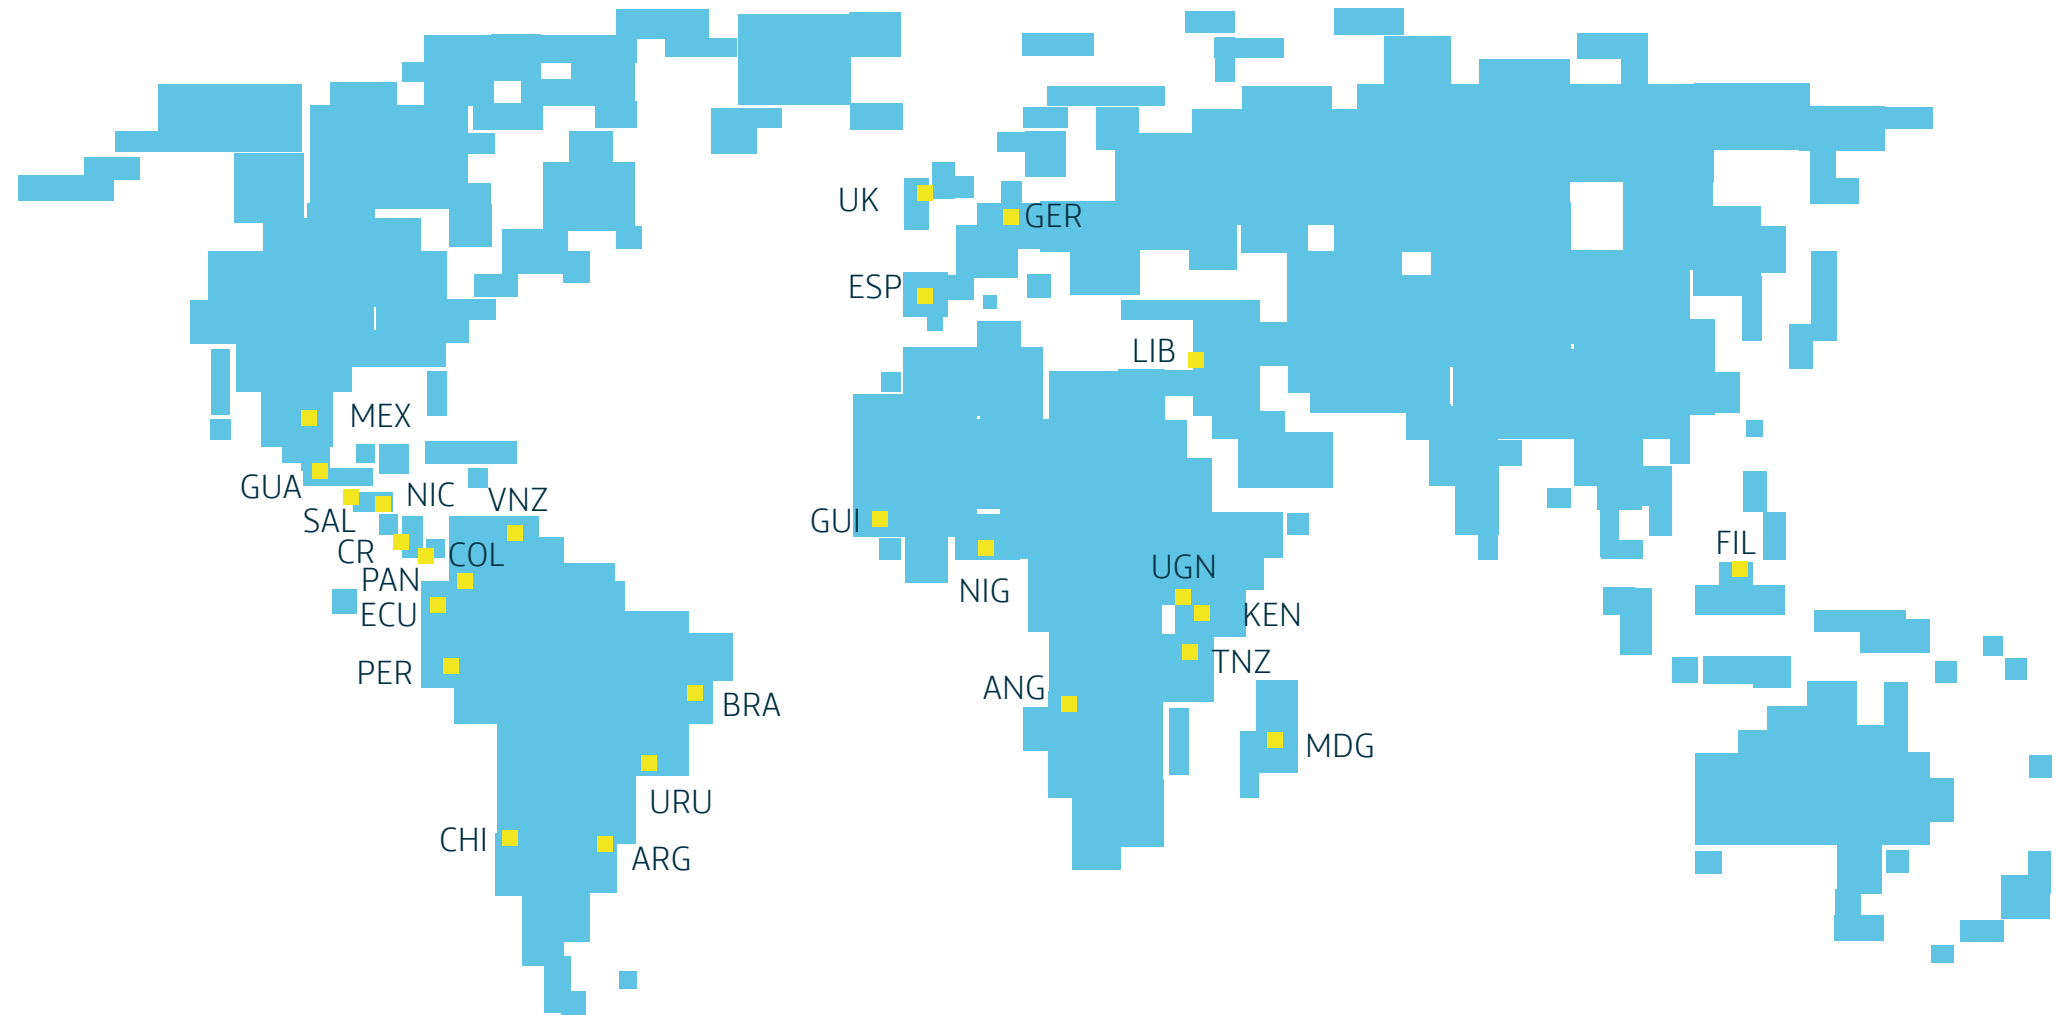 UK
GER
ESP
LIB
MEX
GUA
NIC
VNZ
SAL
GUI
CR
COL
FIL
PAN
UGN
NIG
ECU
KEN
PER
TNZ
ANG
BRA
MDG
URU
CHI
ARG